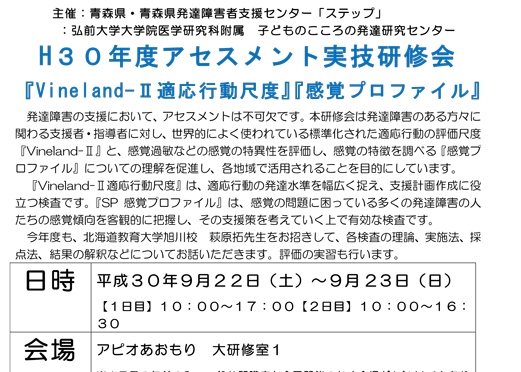 主催：青森県・青森県発達障害者支援センター「ステップ」
：弘前大学大学院医学研究科附属　子どものこころの発達研究センター
H３０年度アセスメント実技研修会
『Vineland-Ⅱ適応行動尺度』『感覚プロファイル』
発達障害の支援において、アセスメントは不可欠です。本研修会は発達障害のある方々に
関わる支援者・指導者に対し、世界的によく使われている標準化された適応行動の評価尺度
『Vineland-Ⅱ』と、感覚過敏などの感覚の特異性を評価し、感覚の特徴を調べる『感覚プ
ロファイル』についての理解を促進し、各地域で活用されることを目的にしています。
『Vineland-Ⅱ適応行動尺度』は、適応行動の発達水準を幅広く捉え、支援計画作成に役
立つ検査です。『SP 感覚プロファイル』は、感覚の問題に困っている多くの発達障害の人
たちの感覚傾向を客観的に把握し、その支援策を考えていく上で有効な検査です。
今年度も、北海道教育大学旭川校　萩原拓先生をお招きして、各検査の理論、実施法、採
点法、結果の解釈などについてお話いただきます。評価の実習も行います。
日時
平成３０年９月２２日（土）～９月２３日（日）
【１日目】１０：００～１７：００【２日目】１０：００～１６：
３０
会場
アピオあおもり　大研修室１